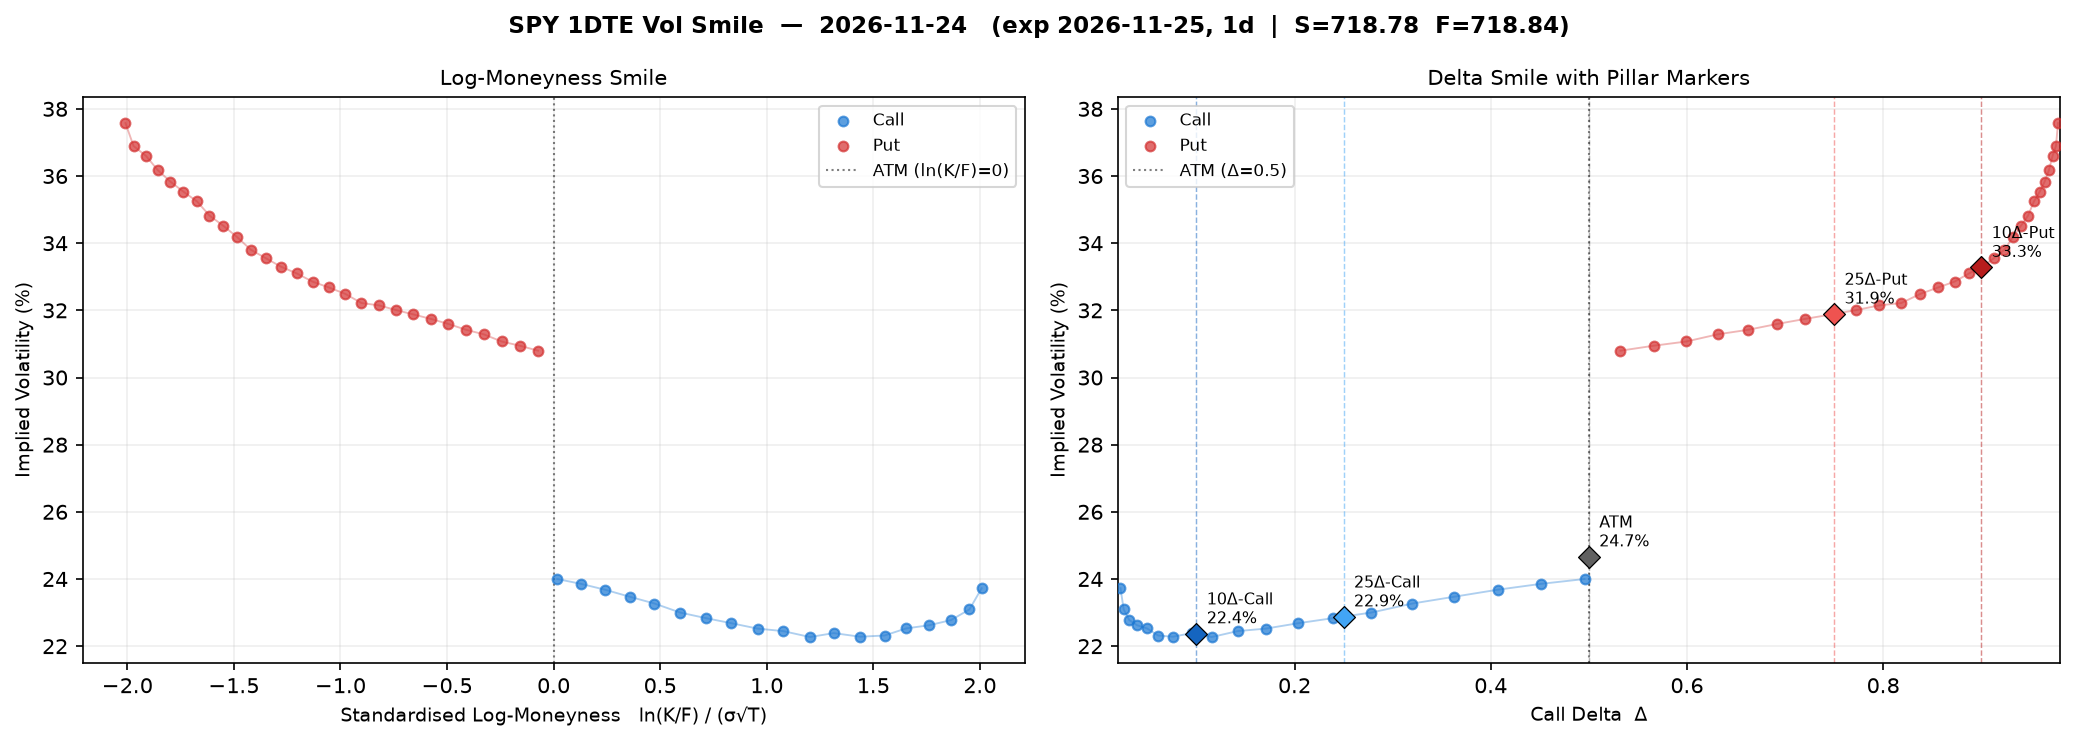 SPY 1DTE Vol Smile — 2026-11-24 (exp 2026-11-25, 1d | S=718.78 F=718.84)
Log-Moneyness Smile
Call
Put
ATM (ln(K/F)=0)
38
36
34
32
30
28
26
24
22
Implied Volatility (%)
−2.0 −1.5 −1.0 −0.5 0.0 0.5 1.0 1.5 2.0
Standardised Log-Moneyness ln(K/F) / (σ√T)
Delta Smile with Pillar Markers
Call
Put
ATM (Δ=0.5)
38
36
34
32
30
28
26
24
22
Implied Volatility (%)
10Δ-Put
33.3%
25Δ-Put
31.9%
ATM
24.7%
25Δ-Call
22.9%
10Δ-Call
22.4%
0.2 0.4 0.6 0.8
Call Delta Δ